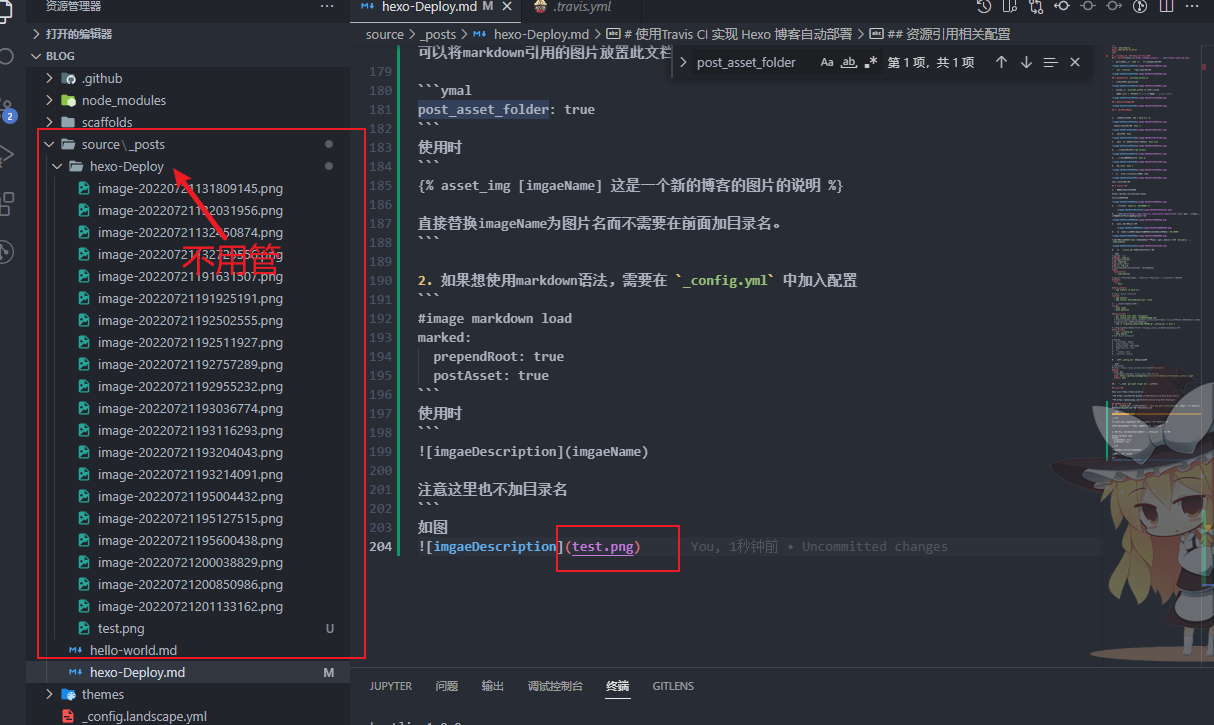 资源管理器
hexo-Deploy.md M
.travis.yml
打开的编辑器
BLOG
.github
node_modules
scaffolds
source\_posts
hexo-Deploy
image-20220721131809145.png
image-20220721132031956.png
image-20220721132450874.png
image-20220721191631507.png
image-20220721191925191.png
image-20220721192502555.png
image-20220721192511927.png
image-20220721192757289.png
image-20220721192955232.png
image-20220721193036774.png
image-20220721193116293.png
image-20220721193204043.png
image-20220721193214091.png
image-20220721195004432.png
image-20220721195127515.png
image-20220721195600438.png
image-20220721200038829.png
image-20220721200850986.png
image-20220721201133162.png
test.png U
hello-world.md
hexo-Deploy.md M
themes
_config.landscape.yml
不用管
2
source > _posts > hexo-Deploy.md > # 使用Travis CI 实现 Hexo 博客自动部署 > ## 资源引用相关配置
post_asset_folder Aa ab 第 1 项，共 1 项
可以将markdown引用的图片放置此文档
179
180 ```ymal
181 post_asset_folder: true
182 ```
183 使用时
184 ```
185 {% asset_img [imgaeName] 这是一个新的博客的图片的说明 %}
186
187 直接替换imageName为图片名而不需要在前面加目录名。
188 ```
189
190 2. 如果想使用markdown语法，需要在 `_config.yml` 中加入配置
191 ```
192 #image markdown load
193 marked:
194 prependRoot: true
195 postAsset: true
196 ```
197 使用时
198 ```
199 ![imgaeDescription](imgaeName)
200
201 注意这里也不加目录名
202 ```
203 如图
204 ![imgaeDescription](test.png) You, 1秒钟前 • Uncommitted changes
JUPYTER 问题 输出 调试控制台 终端 GITLENS